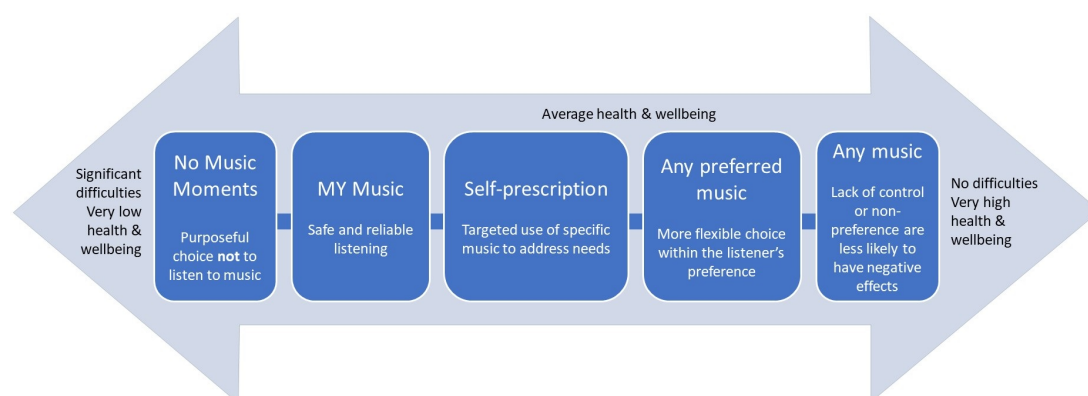 Average health & wellbeing
Significant
difficulties
Very low
health &
wellbeing
No Music
Moments
Purposeful
choice not to
listen to music
MY Music
Safe and reliable
listening
Self-prescription
Targeted use of specific
music to address needs
Any preferred
music
More flexible choice
within the listener's
preference
Any music
Lack of control
or non-
preference are
less likely to
have negative
effects
No difficulties
Very high
health &
wellbeing